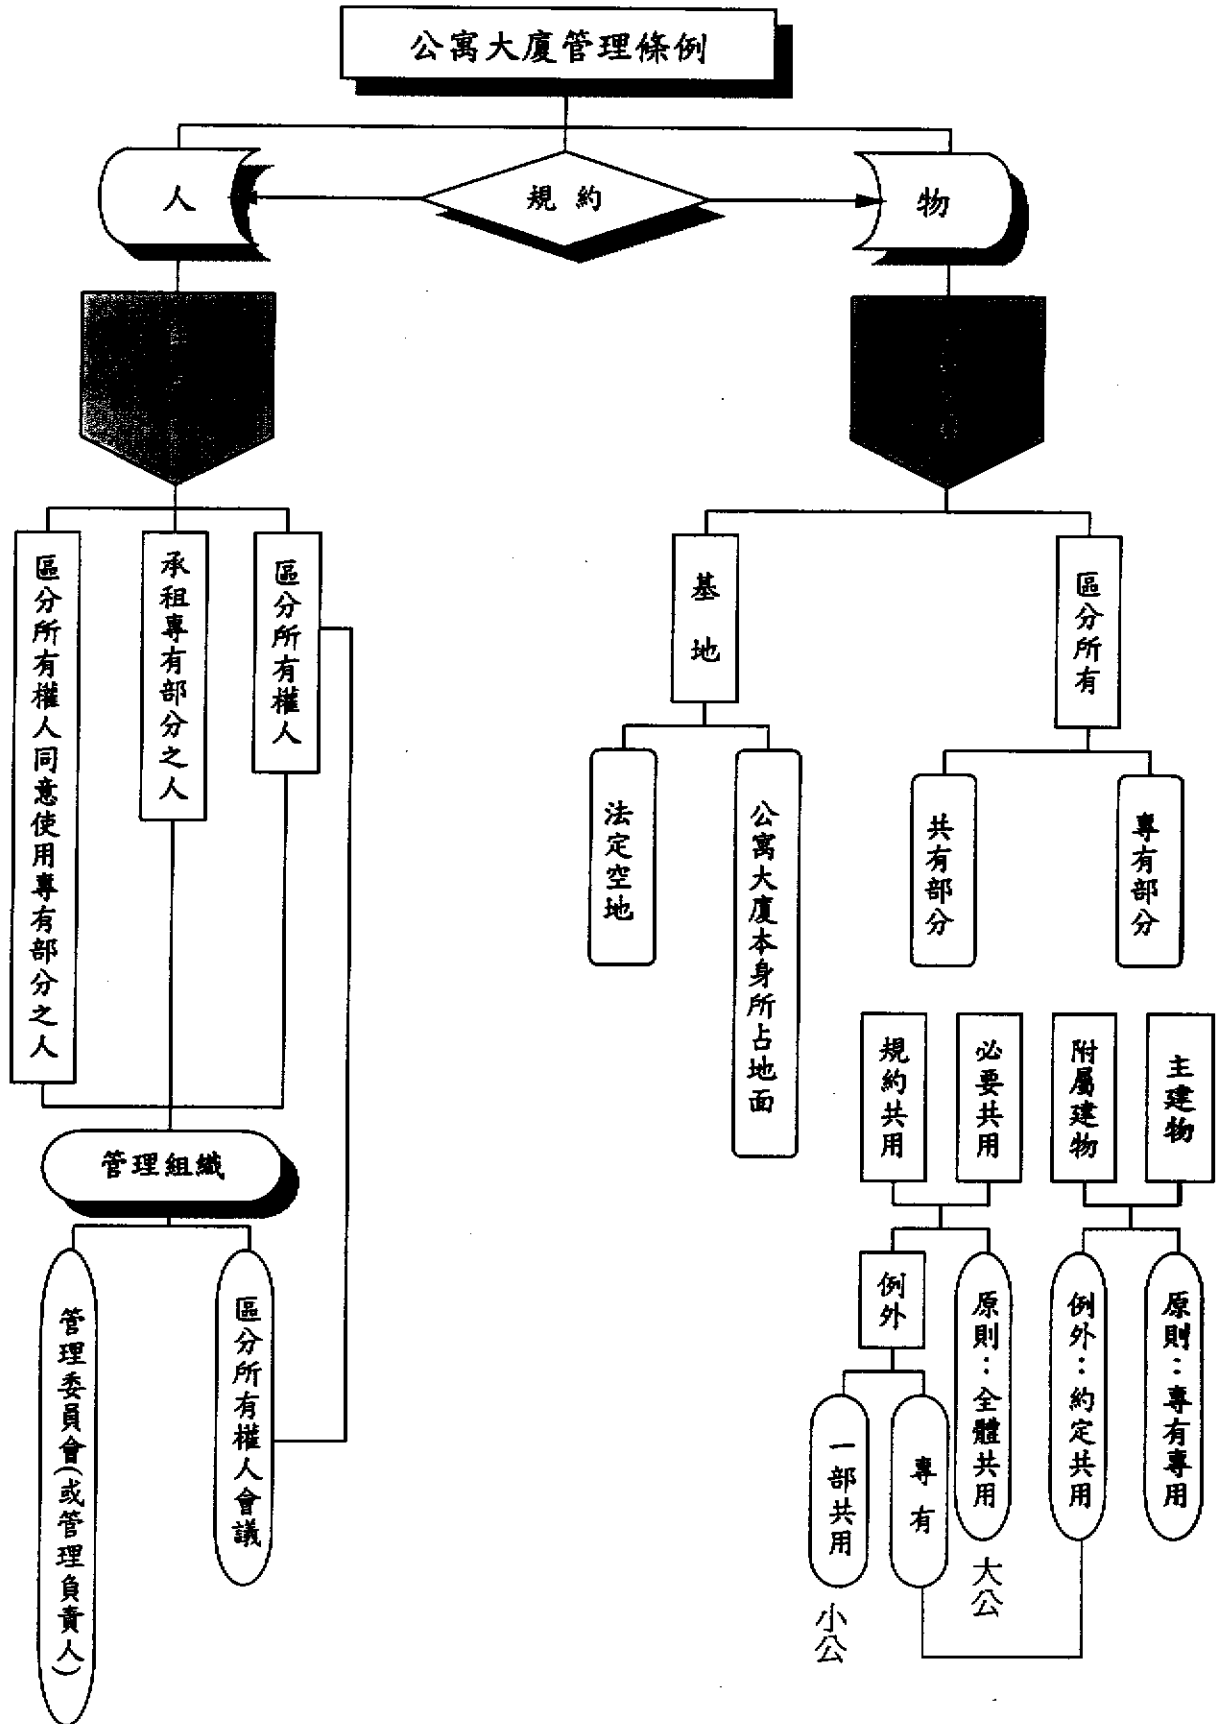 公寓大廈管理條例
人
規約
物
區分所有權人同意使用專有部分之人
承租專有部分之人
區分所有權人
基地
區分所有
法定空地
公寓大廈本身所占地面
共有部分
專有部分
規約共用
必要共用
附屬建物
主建物
管理組織
管理委員會(或管理負責人)
區分所有權人會議
例外
原則：全體共用
例外：約定共用
原則：專有專用
一部共用
專有
大公
小公